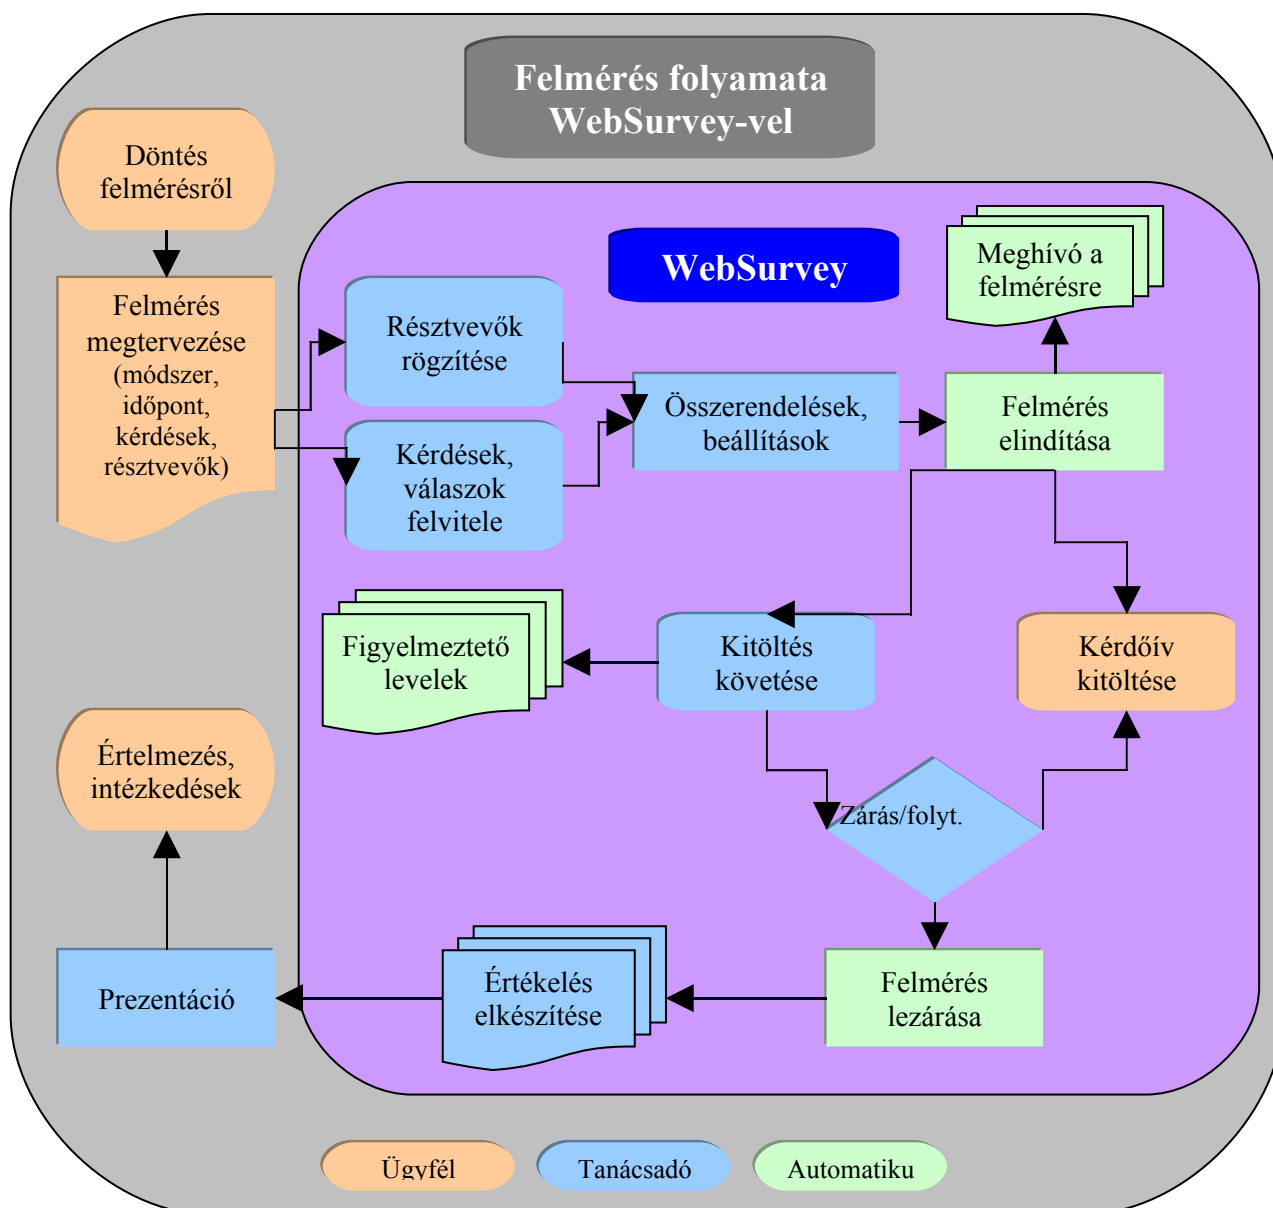 Felmérés folyamata
WebSurvey-vel
Döntés
felmérésről
Felmérés
megtervezése
(módszer,
időpont,
kérdések,
résztvevők)
WebSurvey
Meghívó a
felmérésre
Résztvevők
rögzítése
Kérdések,
válaszok
felvitele
Összerendelések,
beállítások
Felmérés
elindítása
Figyelmeztető
levelek
Kitöltés
követése
Kérdőív
kitöltése
Értelmezés,
intézkedések
Zárás/folyt.
Prezentáció
Értékelés
elkészítése
Felmérés
lezárása
Ügyfél
Tanácsadó
Automatiku